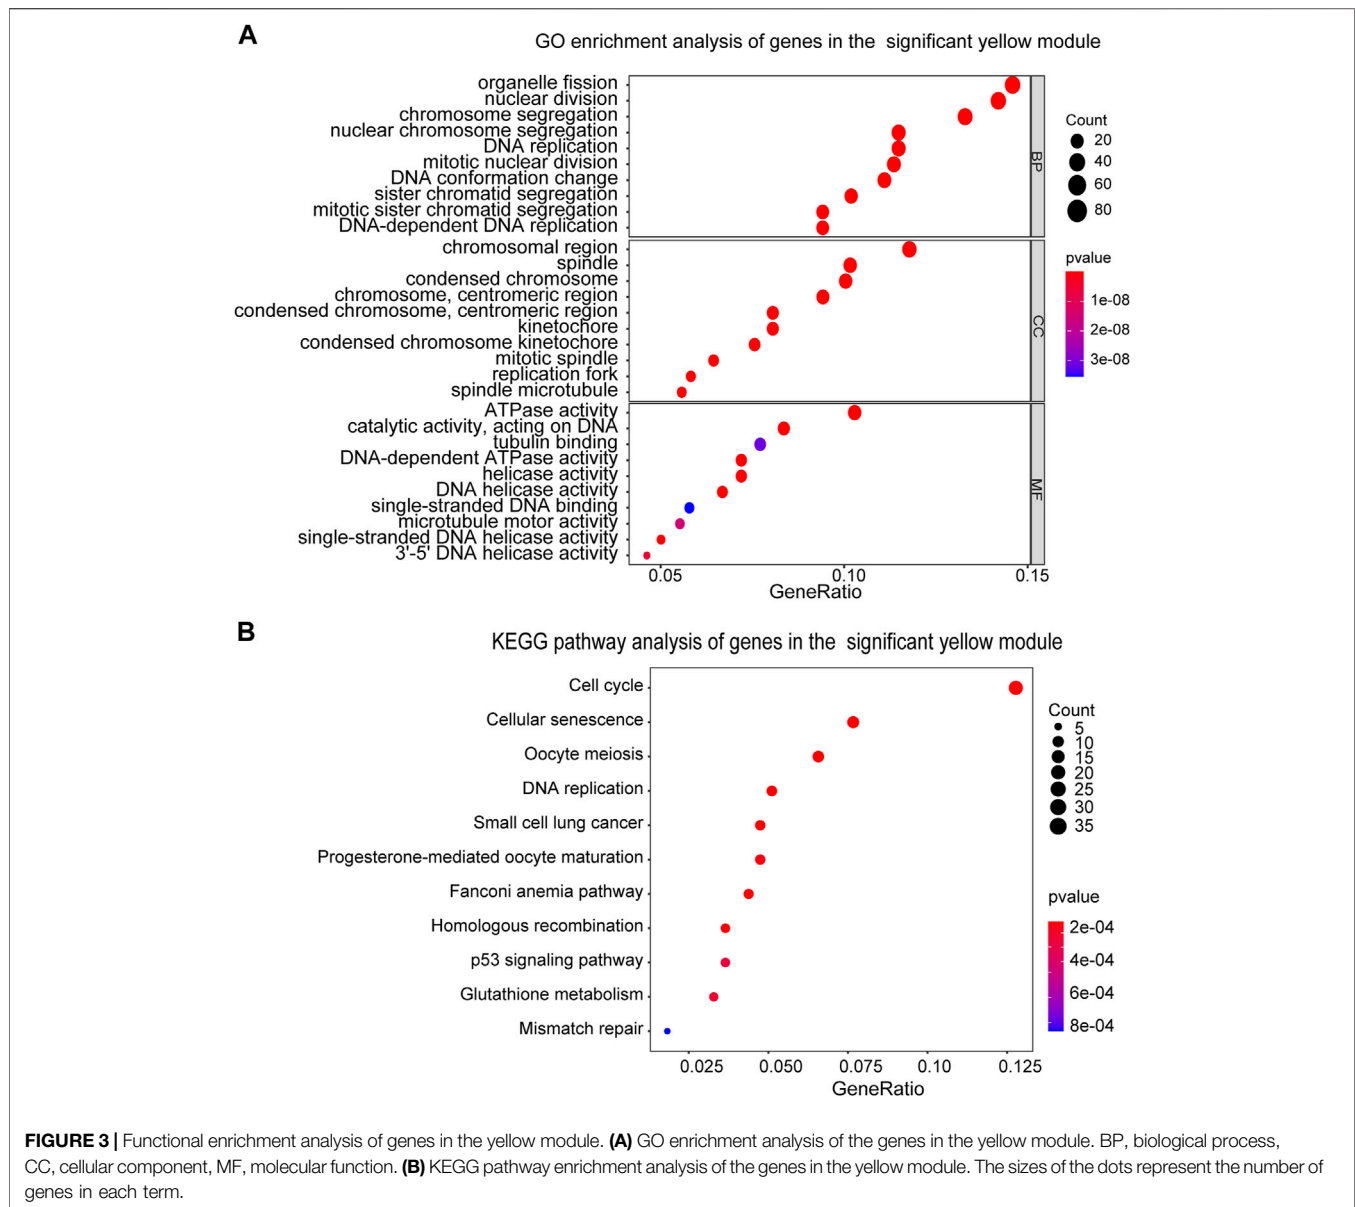 A
GO enrichment analysis of genes in the significant yellow module
organelle fission
nuclear division
chromosome segregation
nuclear chromosome segregation
DNA replication
mitotic nuclear division
DNA conformation change
sister chromatid segregation
mitotic sister chromatid segregation
DNA-dependent DNA replication
BP
chromosomal region
spindle
condensed chromosome
chromosome, centromeric region
condensed chromosome, centromeric region
kinetochore
condensed chromosome kinetochore
mitotic spindle
replication fork
spindle microtubule
CC
ATPase activity
catalytic activity, acting on DNA
tubulin binding
DNA-dependent ATPase activity
helicase activity
DNA helicase activity
single-stranded DNA binding
microtubule motor activity
single-stranded DNA helicase activity
3'-5' DNA helicase activity
MF
0.05 0.10 0.15
GeneRatio
Count
20
40
60
80
pvalue
1e-08
2e-08
3e-08
B
KEGG pathway analysis of genes in the significant yellow module
Cell cycle
Cellular senescence
Oocyte meiosis
DNA replication
Small cell lung cancer
Progesterone-mediated oocyte maturation
Fanconi anemia pathway
Homologous recombination
p53 signaling pathway
Glutathione metabolism
Mismatch repair
0.025 0.050 0.075 0.10 0.125
GeneRatio
Count
5
10
15
20
25
30
35
pvalue
2e-04
4e-04
6e-04
8e-04
FIGURE 3 | Functional enrichment analysis of genes in the yellow module. (A) GO enrichment analysis of the genes in the yellow module. BP, biological process,
CC, cellular component, MF, molecular function. (B) KEGG pathway enrichment analysis of the genes in the yellow module. The sizes of the dots represent the number of
genes in each term.